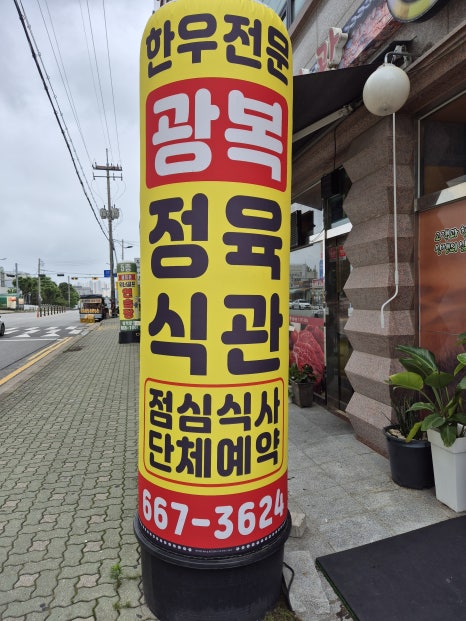 한우전문
광복
정육
식관
점심식사
단체예약
667-3624